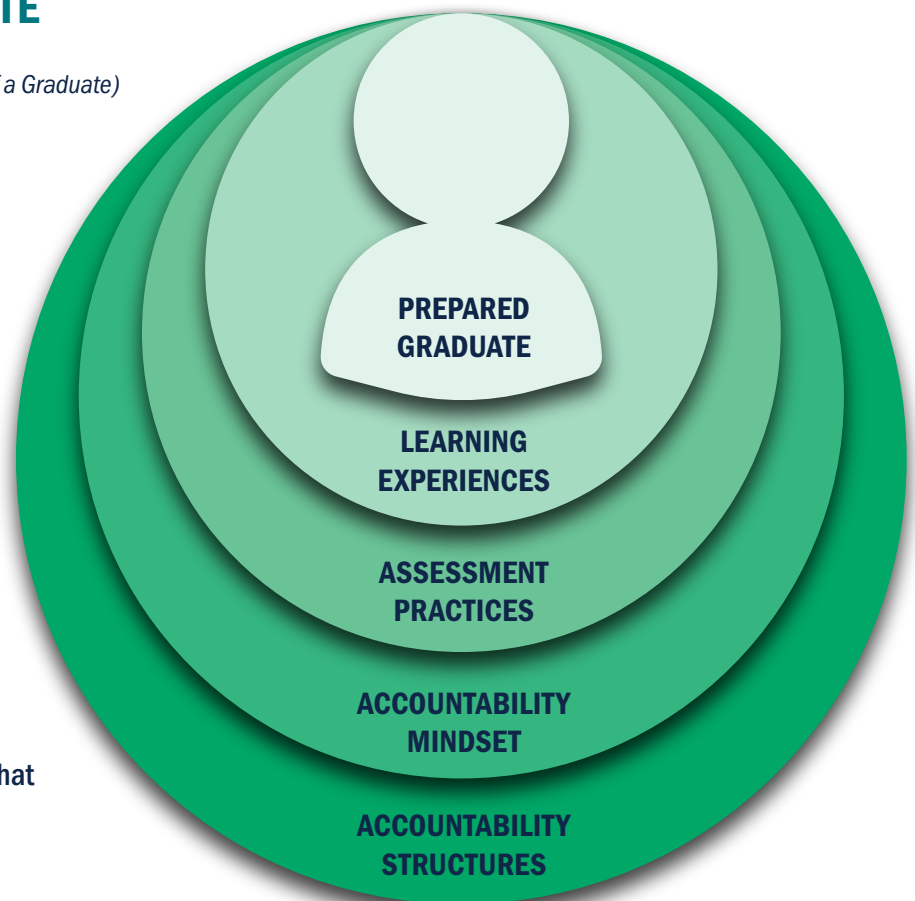 TE
a Graduate)
PREPARED
GRADUATE
LEARNING
EXPERIENCES
ASSESSMENT
PRACTICES
ACCOUNTABILITY
MINDSET
hat
ACCOUNTABILITY
STRUCTURES